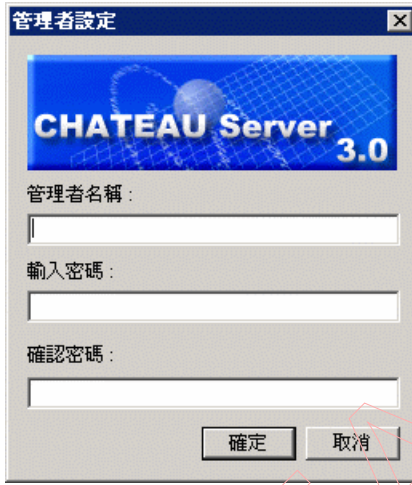 管理者設定
CHATEAU Server
3.0
管理者名稱 :
輸入密碼 :
確認密碼 :
確定 取消